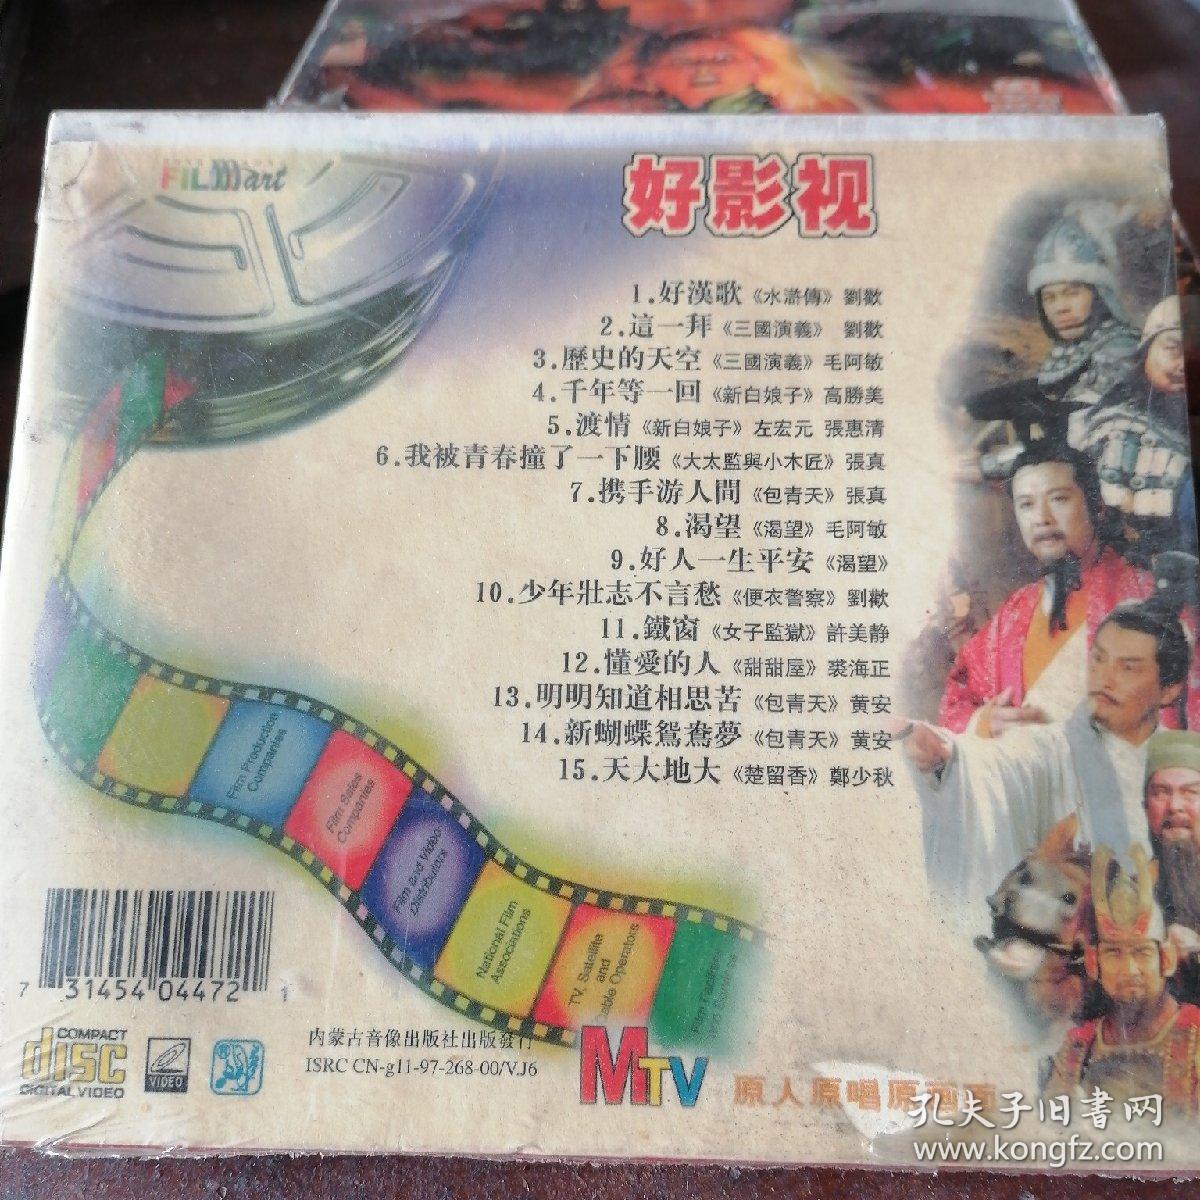 FILMart
好影视
1.好漢歌《水滸傳》劉歡
2.這一拜《三國演義》 劉歡
3.歷史的天空《三國演義》毛阿敏
4.千年等一回《新白娘子》高勝美
5.渡情《新白娘子》左宏元 張惠清
6.我被青春撞了一下腰《大太監與小木匠》張真
7.携手游人間《包青天》張真
8.渴望《渴望》毛阿敏
9.好人一生平安《渴望》
10.少年壯志不言愁《便衣警察》劉歡
11.鐵窗《女子監獄》許美静
12.懂愛的人《甜甜屋》裘海正
13.明明知道相思苦《包青天》黄安
14.新蝴蝶鴛鴦夢《包青天》黄安
15.天大地大《楚留香》鄭少秋
Film Production
Companies
Film Sales
Companies
Film and Video
Distributors
National Film
Associations
TV, Satellite
and
Cable Operators
7 31454 04472 1
COMPACT
disc
DIGITAL VIDEO
VIDEO
内蒙古音像出版社出版發行
ISRC CN-g11-97-268-00/V.J6
MTV
原人原唱原畫面
孔夫子旧书网
www.kongfz.com